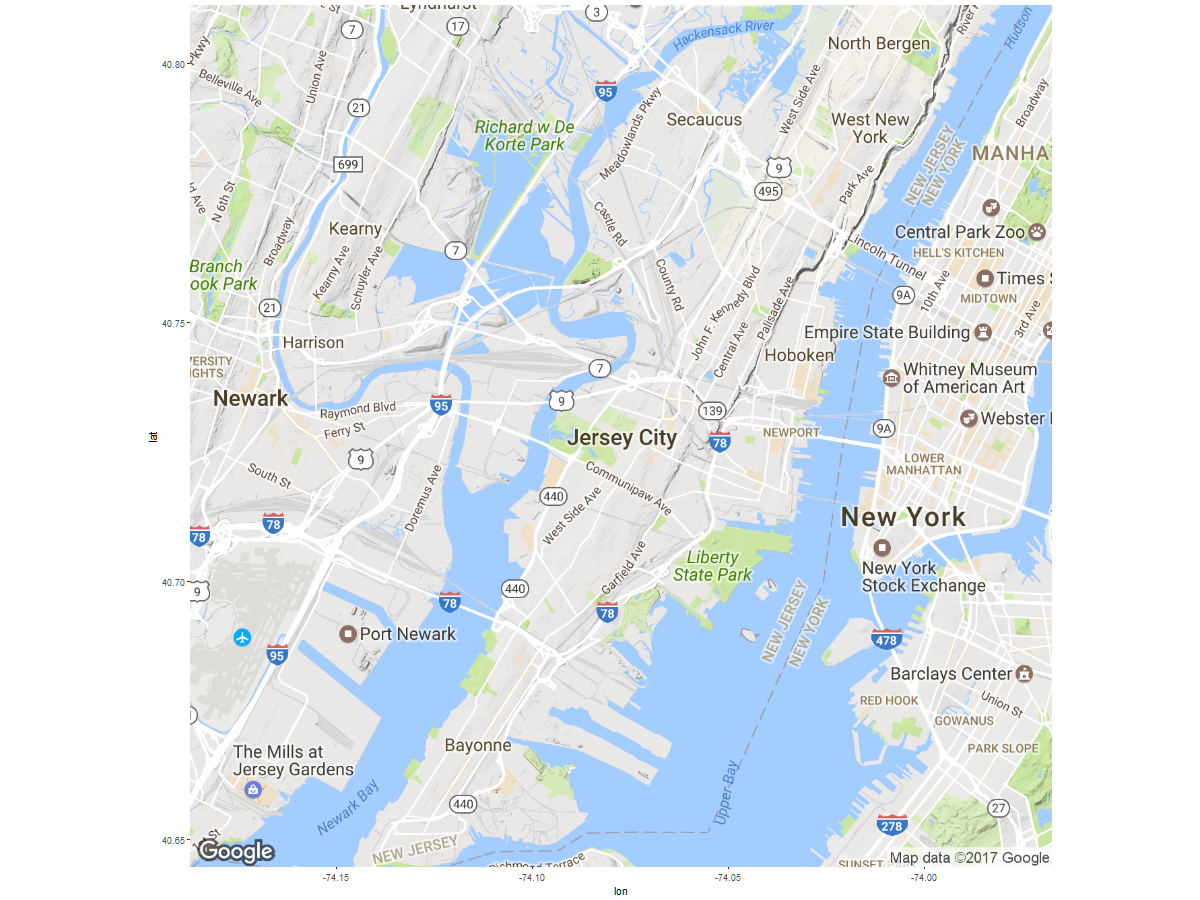 Lyndhurst
3
7
17
Hackensack River
North Bergen
River R
Hudson
Pkwy
40.80
Union Ave
Belleville Ave
95
21
Meadowlands Pkwy
West Side Ave
Broadway
Secaucus
West New
York
Richard w De
Korte Park
NEW JERSEY
NEW YORK
MANHA
699
9
495
Park Ave
rd Ave
N 6th St
Castle Rd
Broadway
Kearny
Central Park Zoo
Kearny Ave
Schuyler Ave
7
Lincoln Tunnel
HELL'S KITCHEN
Branch
ook Park
County Rd
John F. Kennedy Blvd
Palisade Ave
Central Ave
10th Ave
Times S
9A
MIDTOWN
3rd Ave
21
40.75
Harrison
Empire State Building
Hoboken
VERSITY
IGHTS
7
Whitney Museum
of American Art
Newark
Raymond Blvd
95
9
139
Webster
Ferry St
Jersey City
78
NEWPORT
9A
lat
9
LOWER
MANHATTAN
South St
Doremus Ave
Communipaw Ave
440
West Side Ave
78
78
New York
Garfield Ave
Liberty
State Park
New York
Stock Exchange
40.70
9
440
78
78
NEW JERSEY
NEW YORK
Port Newark
478
95
Barclays Center
Union St
RED HOOK
GOWANUS
Bayonne
PARK SLOPE
The Mills at
Jersey Gardens
Newark Bay
Upper Bay
440
27
278
40.65
St
NEW JERSEY
Google
Richmond Terrace
Map data ©2017 Google
SUNSET
-74.15
-74.10
-74.05
-74.00
lon